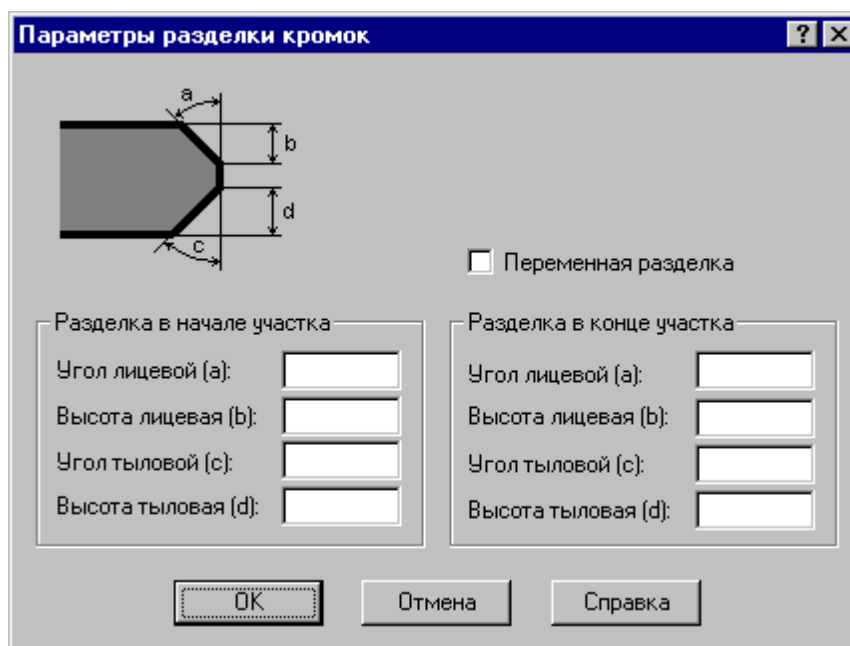 Параметры разделки кромок
a
b
d
c
Переменная разделка
Разделка в начале участка
Угол лицевой (a):
Высота лицевая (b):
Угол тыловой (c):
Высота тыловая (d):
Разделка в конце участка
Угол лицевой (a):
Высота лицевая (b):
Угол тыловой (c):
Высота тыловая (d):
OK
Отмена
Справка